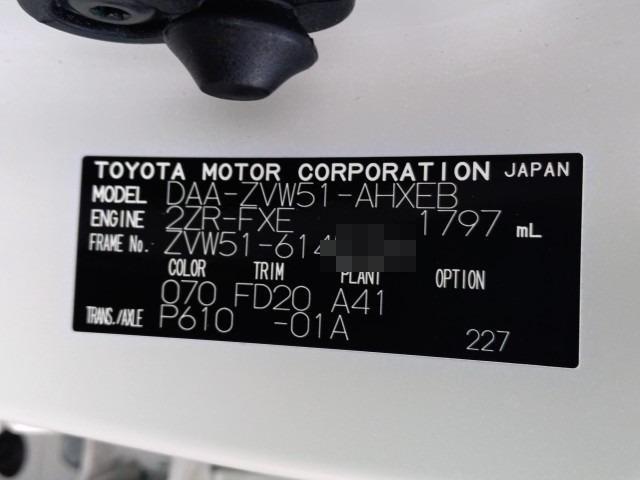 TOYOTA MOTOR CORPORATION JAPAN
MODEL DAA-ZVW51-AHXEB
ENGINE 2ZR-FXE 1797 mL
FRAME No. ZVW51-614
COLOR TRIM PLANT OPTION
070 FD20 A41
TRANS./AXLE P610 -01A
227